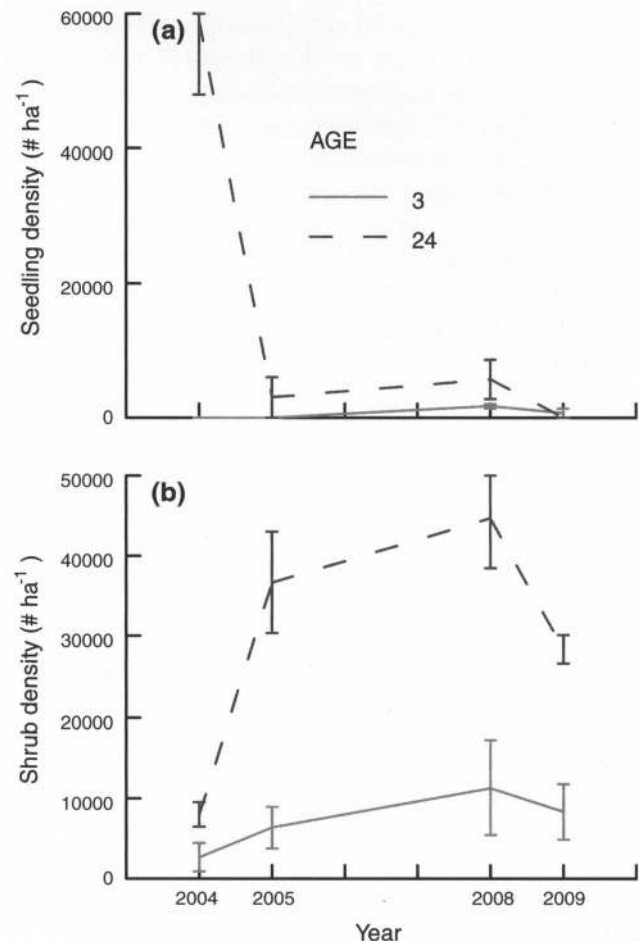 (a)
60000
40000
20000
0
Seedling density (# ha⁻¹)
AGE
3
24
(b)
50000
40000
30000
20000
10000
0
Shrub density (# ha⁻¹)
2004 2005 2008 2009
Year